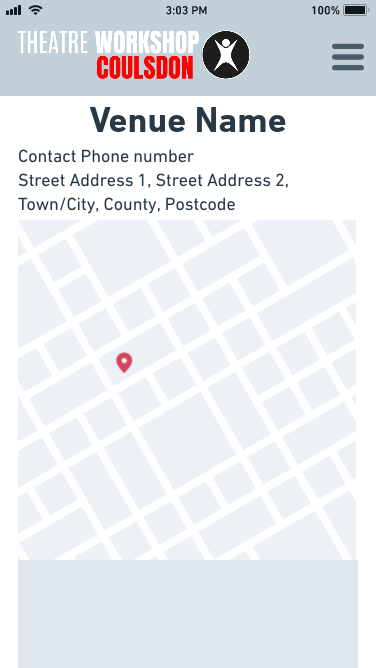 3:03 PM
100%
THEATRE WORKSHOP
COULSDON
Venue Name
Contact Phone number
Street Address 1, Street Address 2,
Town/City, County, Postcode